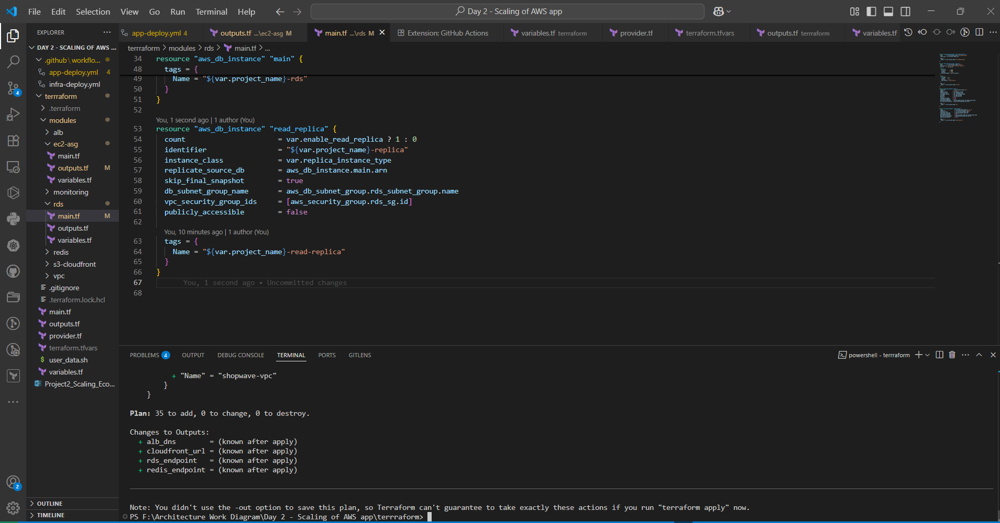 File Edit Selection View Go Run Terminal Help
Day 2 - Scaling of AWS app
EXPLORER
app-deploy.yml 4
outputs.tf ...\ec2-asg M
main.tf ...\rds M
Extension: GitHub Actions
variables.tf terrraform
provider.tf
terraform.tfvars
outputs.tf terrraform
variables.tf
DAY 2 - SCALING OF AWS ...
.github\workflo...
app-deploy.yml 4
infra-deploy.yml
terrraform
.terraform
modules
alb
ec2-asg
main.tf
outputs.tf M
variables.tf
monitoring
rds
main.tf M
outputs.tf
variables.tf
redis
s3-cloudfront
vpc
.gitignore
.terraform.lock.hcl
main.tf
outputs.tf
provider.tf
terraform.tfvars
user_data.sh
variables.tf
Project2_Scaling_Eco...
OUTLINE
TIMELINE
4
2
terrraform > modules > rds > main.tf > ...
34 resource "aws_db_instance" "main" {
48 tags = {
49 Name = "${var.project_name}-rds"
50 }
51 }
52
You, 1 second ago | 1 author (You)
53 resource "aws_db_instance" "read_replica" {
54 count = var.enable_read_replica ? 1 : 0
55 identifier = "${var.project_name}-replica"
56 instance_class = var.replica_instance_type
57 replicate_source_db = aws_db_instance.main.arn
58 skip_final_snapshot = true
59 db_subnet_group_name = aws_db_subnet_group.rds_subnet_group.name
60 vpc_security_group_ids = [aws_security_group.rds_sg.id]
61 publicly_accessible = false
62
You, 10 minutes ago | 1 author (You)
63 tags = {
64 Name = "${var.project_name}-read-replica"
65 }
66 }
67 You, 1 second ago • Uncommitted changes
68
PROBLEMS 4 OUTPUT DEBUG CONSOLE TERMINAL PORTS GITLENS
powershell - terrraform
+ "Name" = "shopwave-vpc"
}
}
Plan: 35 to add, 0 to change, 0 to destroy.
Changes to Outputs:
+ alb_dns = (known after apply)
+ cloudfront_url = (known after apply)
+ rds_endpoint = (known after apply)
+ redis_endpoint = (known after apply)
Note: You didn't use the -out option to save this plan, so Terraform can't guarantee to take exactly these actions if you run "terraform apply" now.
PS F:\Architecture Work Diagram\Day 2 - Scaling of AWS app\terrraform>